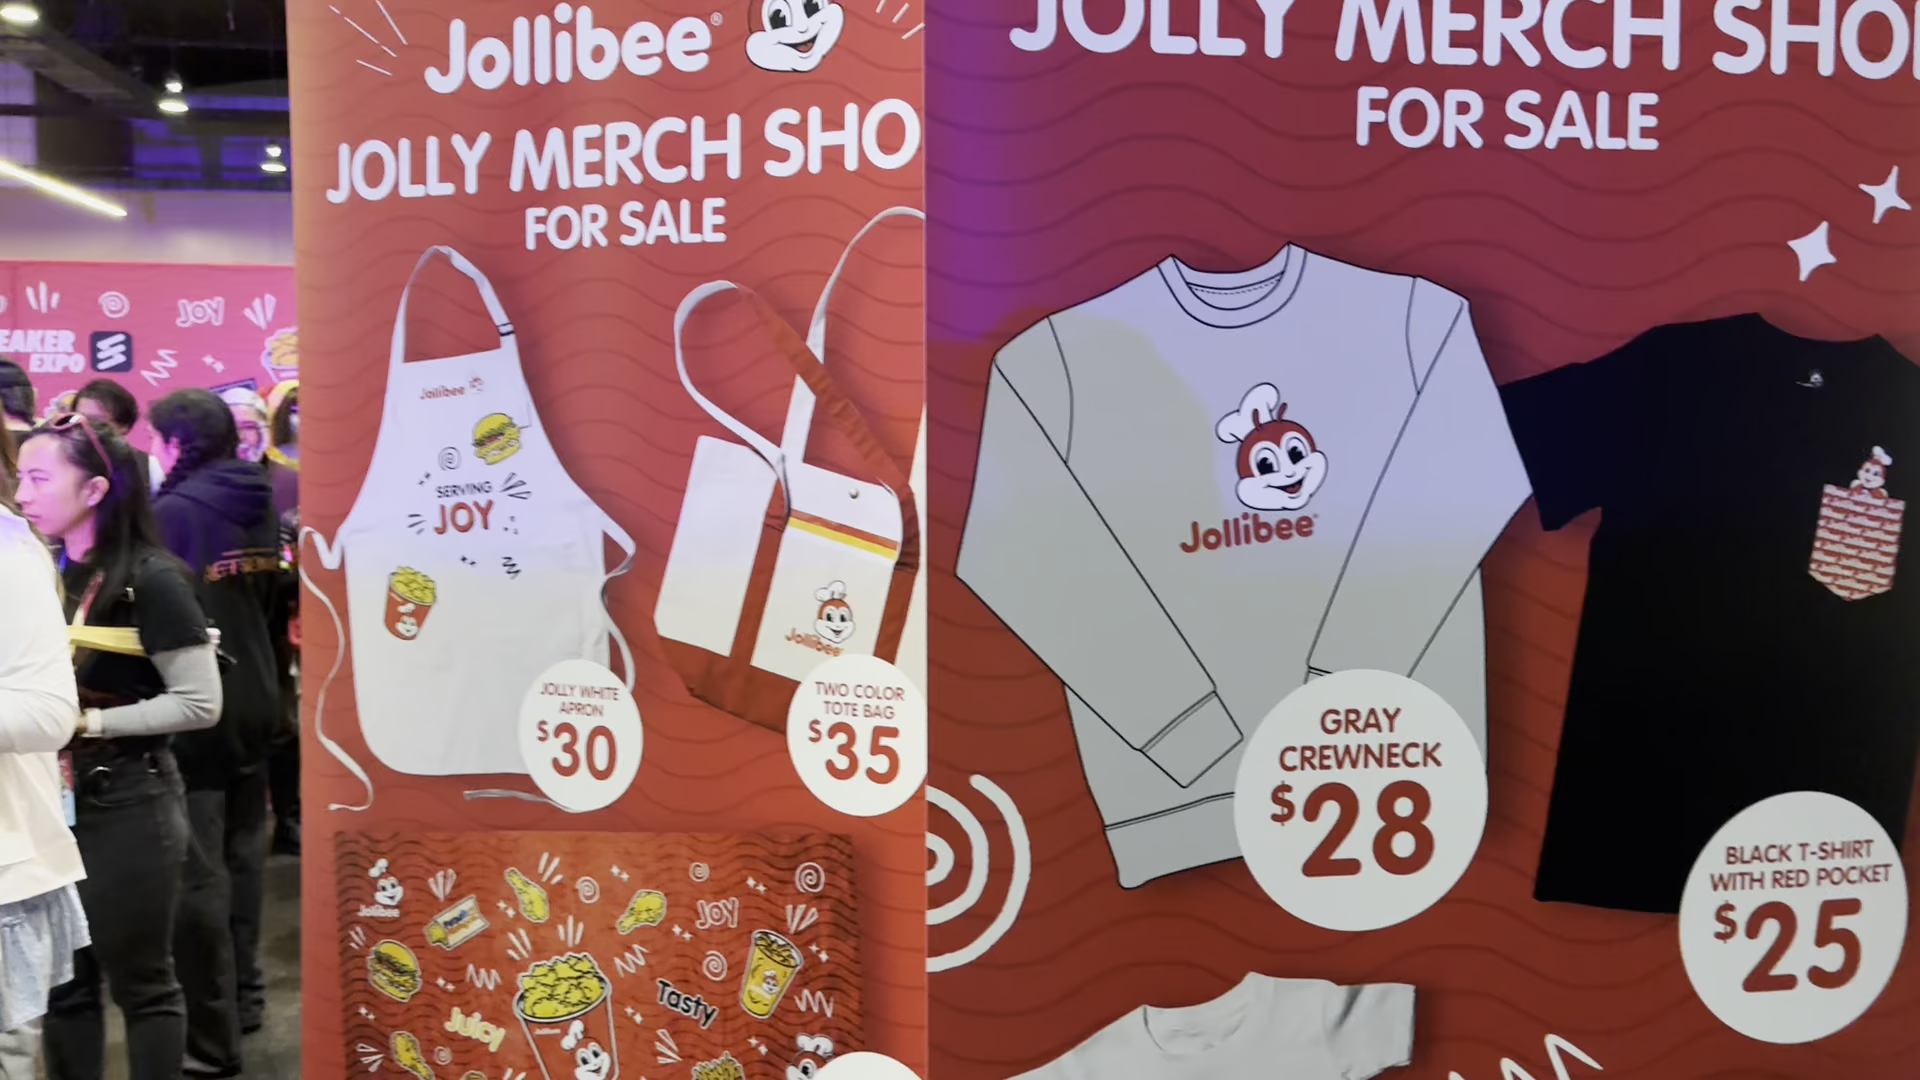 Jollibee®
JOLLY MERCH SHO
FOR SALE
Jollibee
SERVING
JOY
Jollibee
JOLLY WHITE
APRON
$30
TWO COLOR
TOTE BAG
$35
Jollibee
JOY
Tasty
Juicy
JOLLY MERCH SHO
FOR SALE
Jollibee
GRAY
CREWNECK
$28
BLACK T-SHIRT
WITH RED POCKET
$25
JOY
EAKER
EXPO